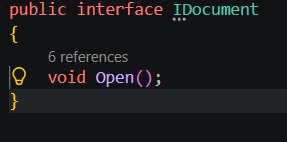 public interface IDocument
{
6 references
void Open();
}